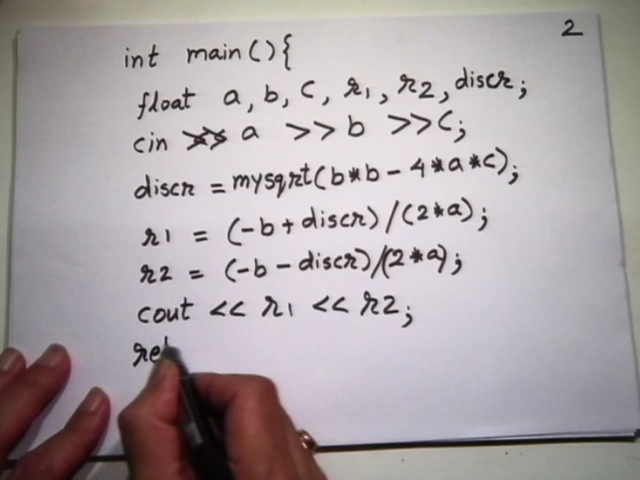 2
int main(){
float a, b, c, r1, r2, discr;
cin >> a >> b >> c;
discr = mysqrt(b*b - 4*a*c);
r1 = (-b + discr) / (2*a);
r2 = (-b - discr)/(2*a);
cout << r1 << r2;
ret